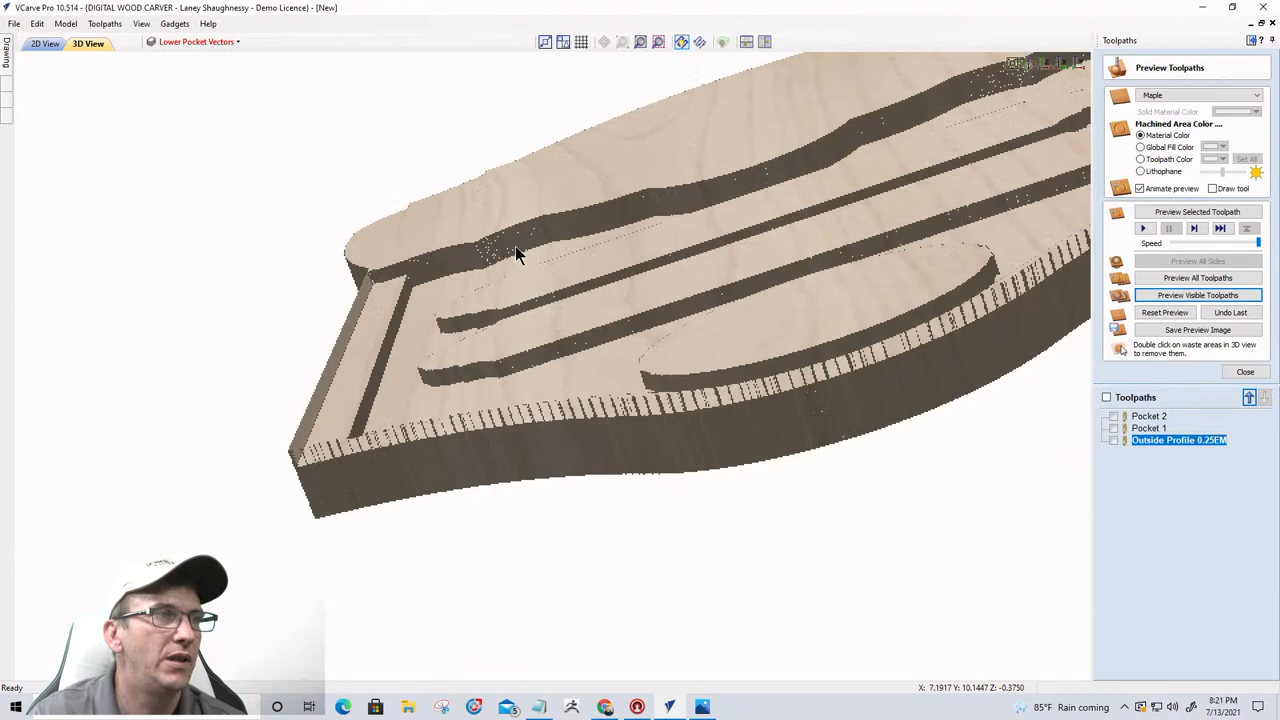 VCarve Pro 10.514 - {DIGITAL WOOD CARVER - Laney Shaughnessy - Demo Licence} - [New]
File Edit Model Toolpaths View Gadgets Help
2D View 3D View Lower Pocket Vectors
Drawing
Toolpaths
Preview Toolpaths
Maple
Solid Material Color
Machined Area Color ....
Material Color
Global Fill Color
Toolpath Color Set All
Lithophane
Animate preview Draw tool
Preview Selected Toolpath
Speed
Preview All Sides
Preview All Toolpaths
Preview Visible Toolpaths
Reset Preview Undo Last
Save Preview Image
Double click on waste areas in 3D view
to remove them.
Close
Toolpaths
Pocket 2
Pocket 1
Outside Profile 0.25EM
Ready
X: 7.1917 Y: 10.1447 Z: -0.3750
5
85°F Rain coming
8:21 PM
7/13/2021